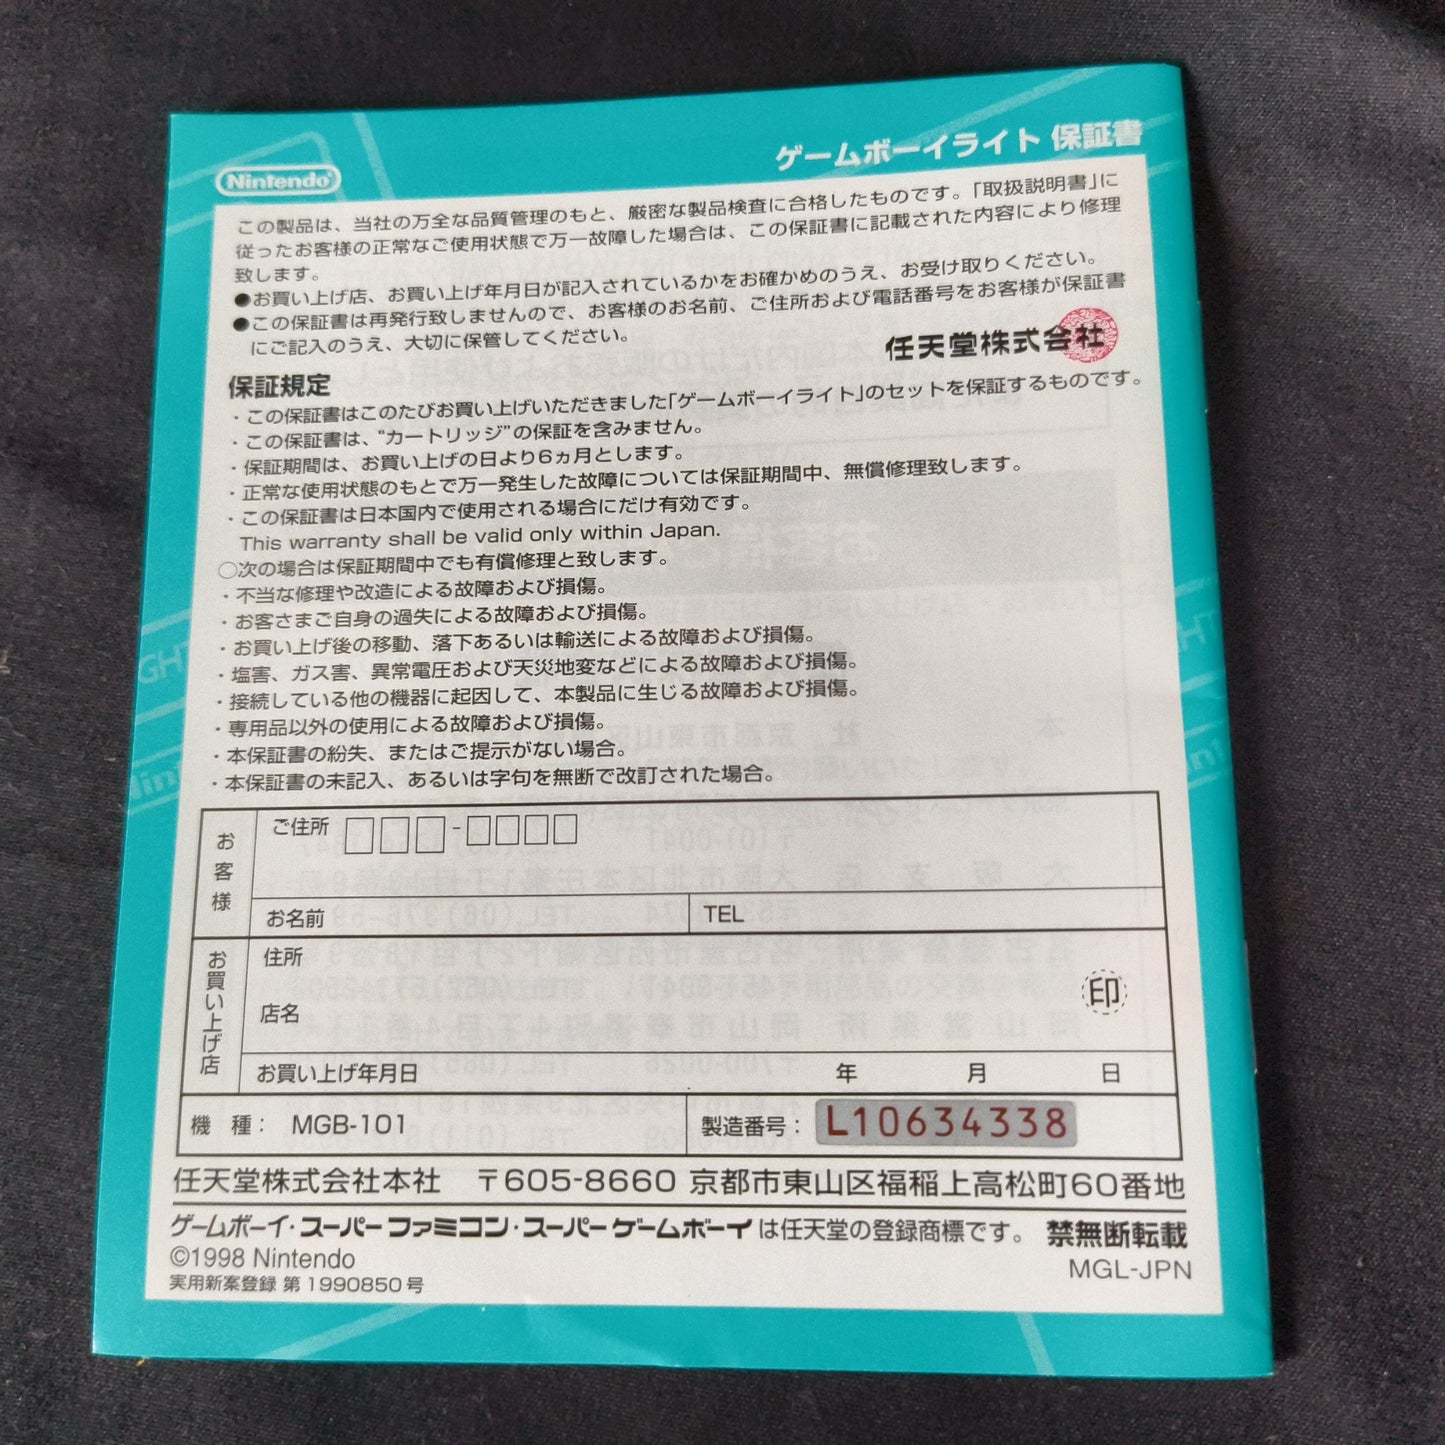 ゲームボーイライト 保証書
Nintendo
この製品は、当社の万全な品質管理のもと、厳密な製品検査に合格したものです。「取扱説明書」に
従ったお客様の正常なご使用状態で万一故障した場合は、この保証書に記載された内容により修理
致します。
●お買い上げ店、お買い上げ年月日が記入されているかをお確かめのうえ、お受け取りください。
●この保証書は再発行致しませんので、お客様のお名前、ご住所および電話番号をお客様が保証書
にご記入のうえ、大切に保管してください。
任天堂株式会社
保証規定
・この保証書はこのたびお買い上げいただきました「ゲームボーイライト」のセットを保証するものです。
・この保証書は、“カートリッジ”の保証を含みません。
・保証期間は、お買い上げの日より6ヵ月とします。
・正常な使用状態のもとで万一発生した故障については保証期間中、無償修理致します。
・この保証書は日本国内で使用される場合にだけ有効です。
This warranty shall be valid only within Japan.
○次の場合は保証期間中でも有償修理と致します。
・不当な修理や改造による故障および損傷。
・お客さまご自身の過失による故障および損傷。
・お買い上げ後の移動、落下あるいは輸送による故障および損傷。
・塩害、ガス害、異常電圧および天災地変などによる故障および損傷。
・接続している他の機器に起因して、本製品に生じる故障および損傷。
・専用品以外の使用による故障および損傷。
・本保証書の紛失、またはご提示がない場合。
・本保証書の未記入、あるいは字句を無断で改訂された場合。
お客様
ご住所 □□□-□□□□
お名前
TEL
お買い上げ店
住所
店名
印
お買い上げ年月日 年 月 日
機 種： MGB-101
製造番号： L10634338
任天堂株式会社本社 〒605-8660 京都市東山区福稲上高松町60番地
ゲームボーイ・スーパーファミコン・スーパーゲームボーイは任天堂の登録商標です。 禁無断転載
©1998 Nintendo
MGL-JPN
実用新案登録 第1990850号